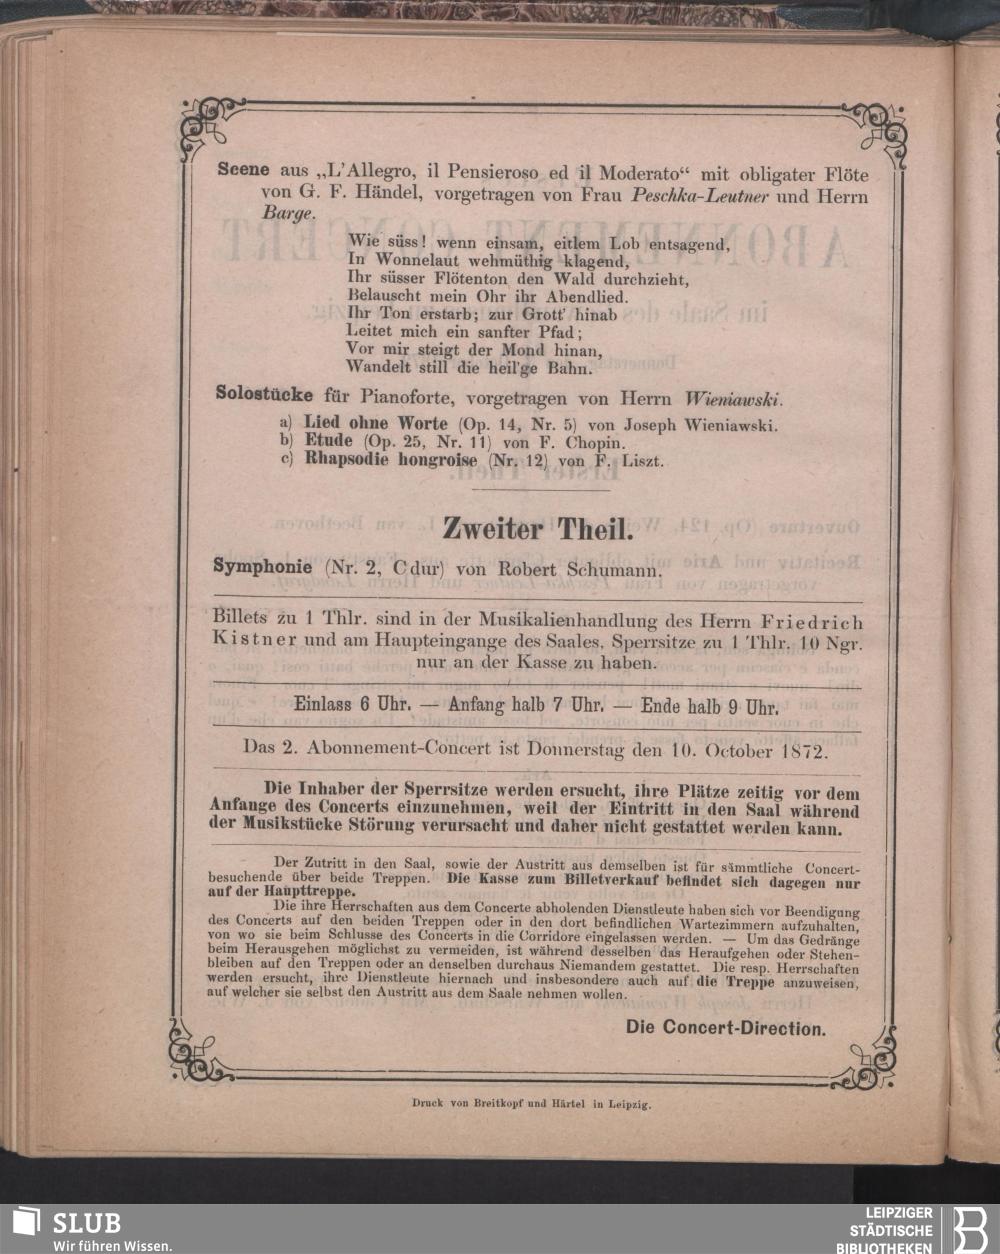 Scene aus „L'Allegro, il Pensieroso ed il Moderato“ mit obligater Flöte
von G. F. Händel, vorgetragen von Frau Peschka-Leutner und Herrn
Barge.
Wie süss! wenn einsam, eitlem Lob entsagend,
In Wonnelaut wehmüthig klagend,
Ihr süsser Flötenton den Wald durchzieht,
Belauscht mein Ohr ihr Abendlied.
Ihr Ton erstarb; zur Grott' hinab
Leitet mich ein sanfter Pfad;
Vor mir steigt der Mond hinan,
Wandelt still die heil'ge Bahn.
Solostücke für Pianoforte, vorgetragen von Herrn Wieniawski.
a) Lied ohne Worte (Op. 14, Nr. 5) von Joseph Wieniawski.
b) Etude (Op. 25, Nr. 11) von F. Chopin.
c) Rhapsodie hongroise (Nr. 12) von F. Liszt.
Zweiter Theil.
Symphonie (Nr. 2, C dur) von Robert Schumann.
Billets zu 1 Thlr. sind in der Musikalienhandlung des Herrn Friedrich
Kistner und am Haupteingange des Saales, Sperrsitze zu 1 Thlr. 10 Ngr.
nur an der Kasse zu haben.
Einlass 6 Uhr. — Anfang halb 7 Uhr. — Ende halb 9 Uhr.
Das 2. Abonnement-Concert ist Donnerstag den 10. October 1872.
Die Inhaber der Sperrsitze werden ersucht, ihre Plätze zeitig vor dem
Anfange des Concerts einzunehmen, weil der Eintritt in den Saal während
der Musikstücke Störung verursacht und daher nicht gestattet werden kann.
Der Zutritt in den Saal, sowie der Austritt aus demselben ist für sämmtliche Concert-
besuchende über beide Treppen. Die Kasse zum Billetverkauf befindet sich dagegen nur
auf der Haupttreppe.
Die ihre Herrschaften aus dem Concerte abholenden Dienstleute haben sich vor Beendigung
des Concerts auf den beiden Treppen oder in den dort befindlichen Wartezimmern aufzuhalten,
von wo sie beim Schlusse des Concerts in die Corridore eingelassen werden. — Um das Gedränge
beim Herausgehen möglichst zu vermeiden, ist während desselben das Heraufgehen oder Stehen-
bleiben auf den Treppen oder an denselben durchaus Niemandem gestattet. Die resp. Herrschaften
werden ersucht, ihre Dienstleute hiernach und insbesondere auch auf die Treppe anzuweisen,
auf welcher sie selbst den Austritt aus dem Saale nehmen wollen.
Die Concert-Direction.
Druck von Breitkopf und Härtel in Leipzig.
SLUB
Wir führen Wissen.
LEIPZIGER
STÄDTISCHE
BIBLIOTHEKEN